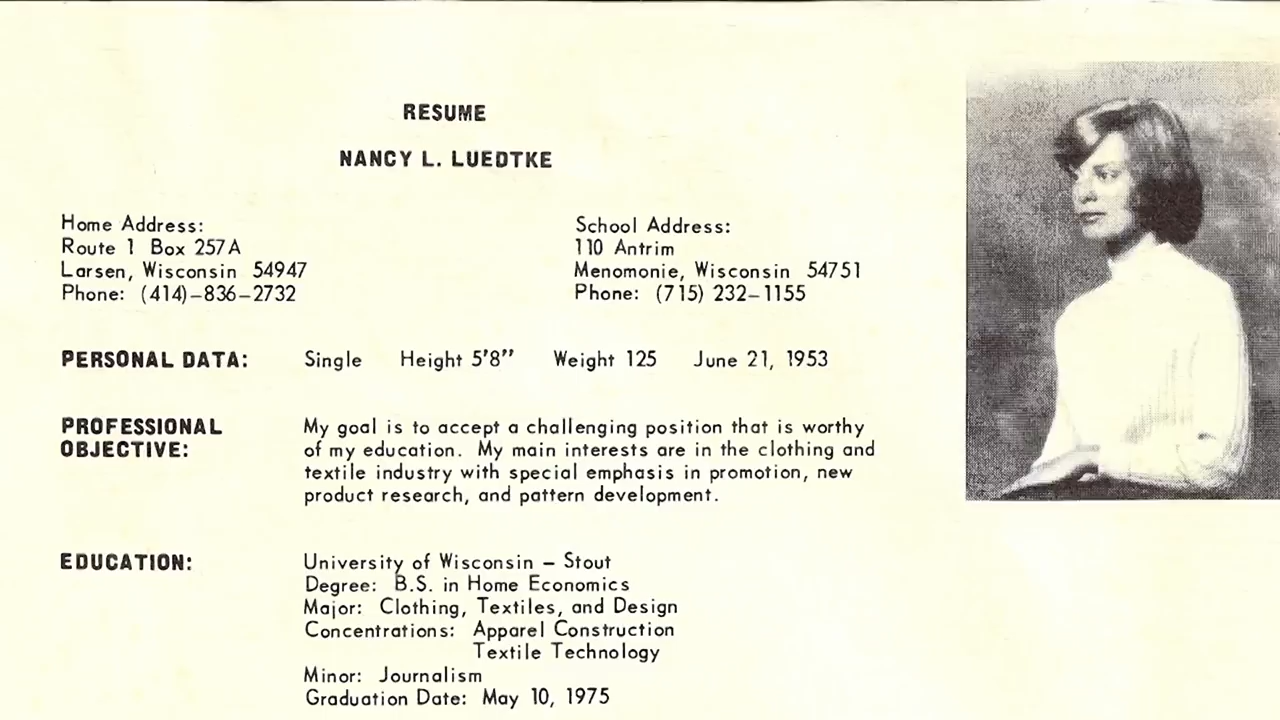 RESUME
NANCY L. LUEDTKE
Home Address:
Route 1 Box 257A
Larsen, Wisconsin 54947
Phone: (414)-836-2732
School Address:
110 Antrim
Menomonie, Wisconsin 54751
Phone: (715) 232-1155
PERSONAL DATA: Single Height 5'8" Weight 125 June 21, 1953
PROFESSIONAL OBJECTIVE:
My goal is to accept a challenging position that is worthy
of my education. My main interests are in the clothing and
textile industry with special emphasis in promotion, new
product research, and pattern development.
EDUCATION: University of Wisconsin – Stout
Degree: B.S. in Home Economics
Major: Clothing, Textiles, and Design
Concentrations: Apparel Construction
Textile Technology
Minor: Journalism
Graduation Date: May 10, 1975